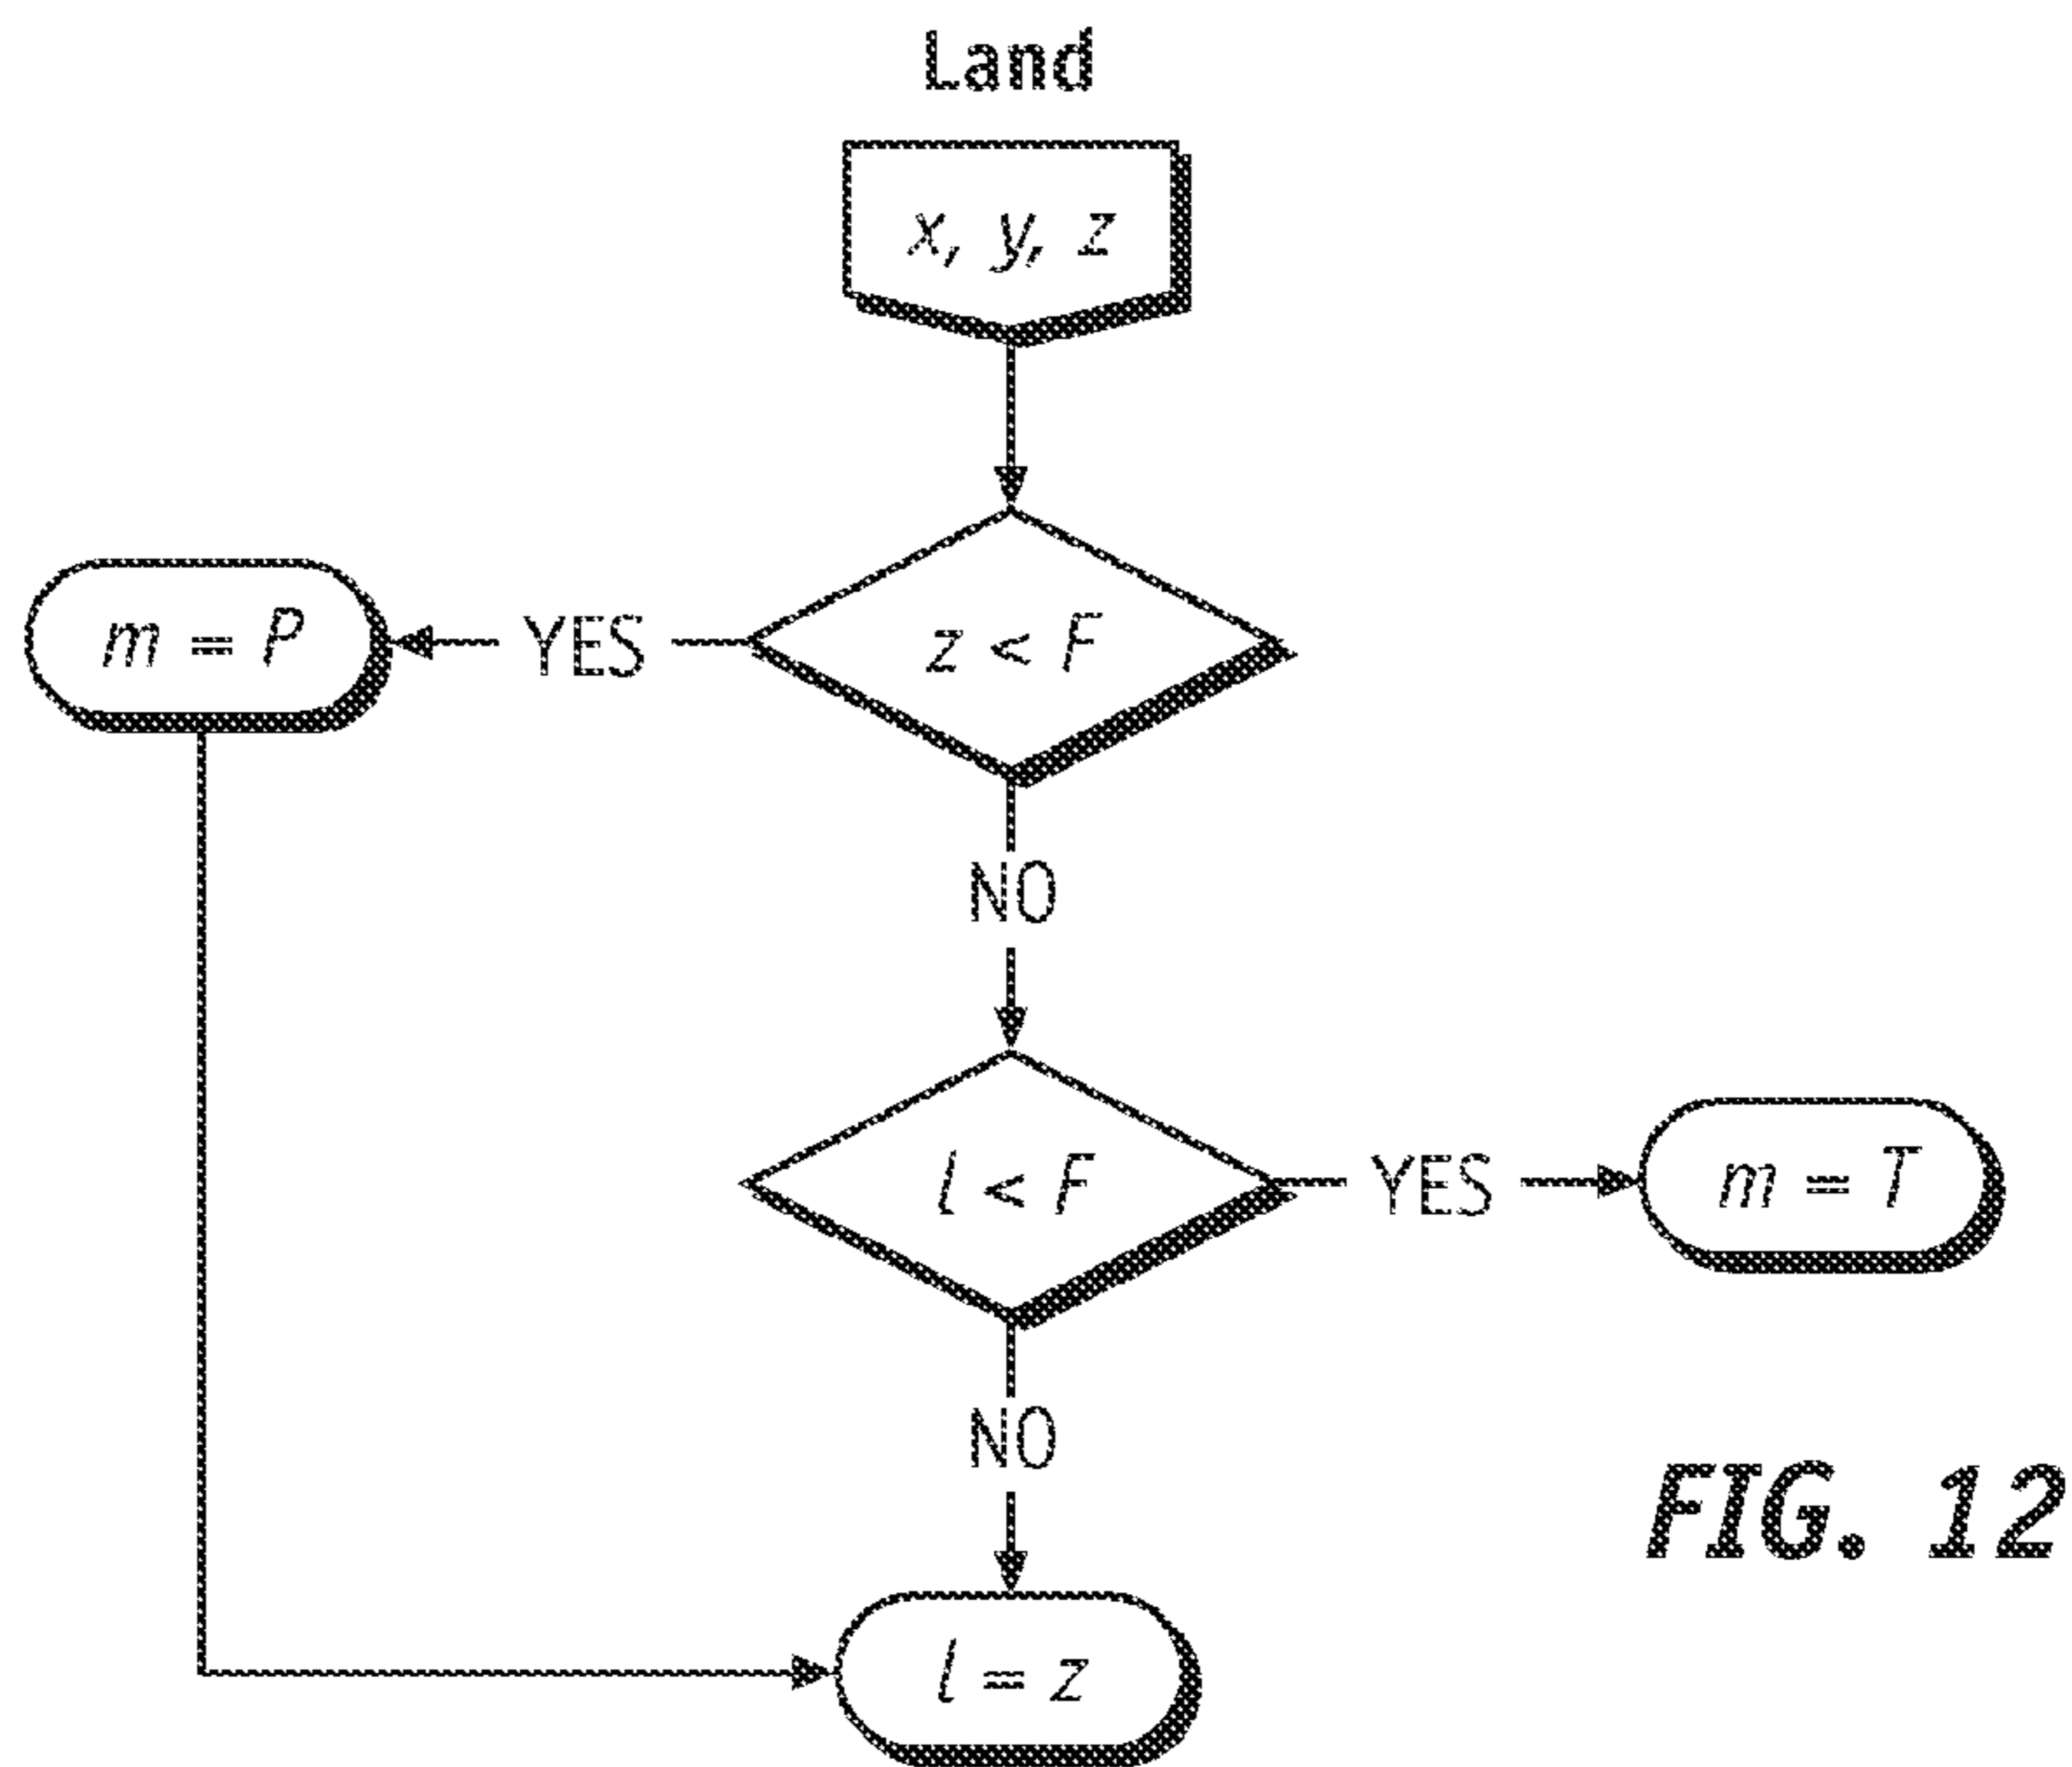 Land
x, y, z
m = P
YES
z < F
NO
l < F
YES
m = T
NO
FIG. 12
l = z